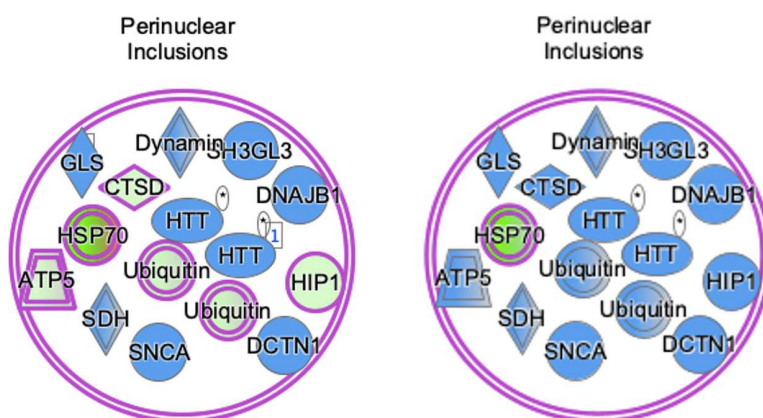 Perinuclear
Inclusions
Dynamin
SH3GL3
GLS
CTSD
DNAJB1
HTT
*
HSP70
*
1
HTT
Ubiquitin
ATP5
HIP1
Ubiquitin
SDH
SNCA
DCTN1
Perinuclear
Inclusions
Dynamin
SH3GL3
GLS
CTSD
DNAJB1
HTT
*
HSP70
*
HTT
Ubiquitin
ATP5
HIP1
Ubiquitin
SDH
SNCA
DCTN1